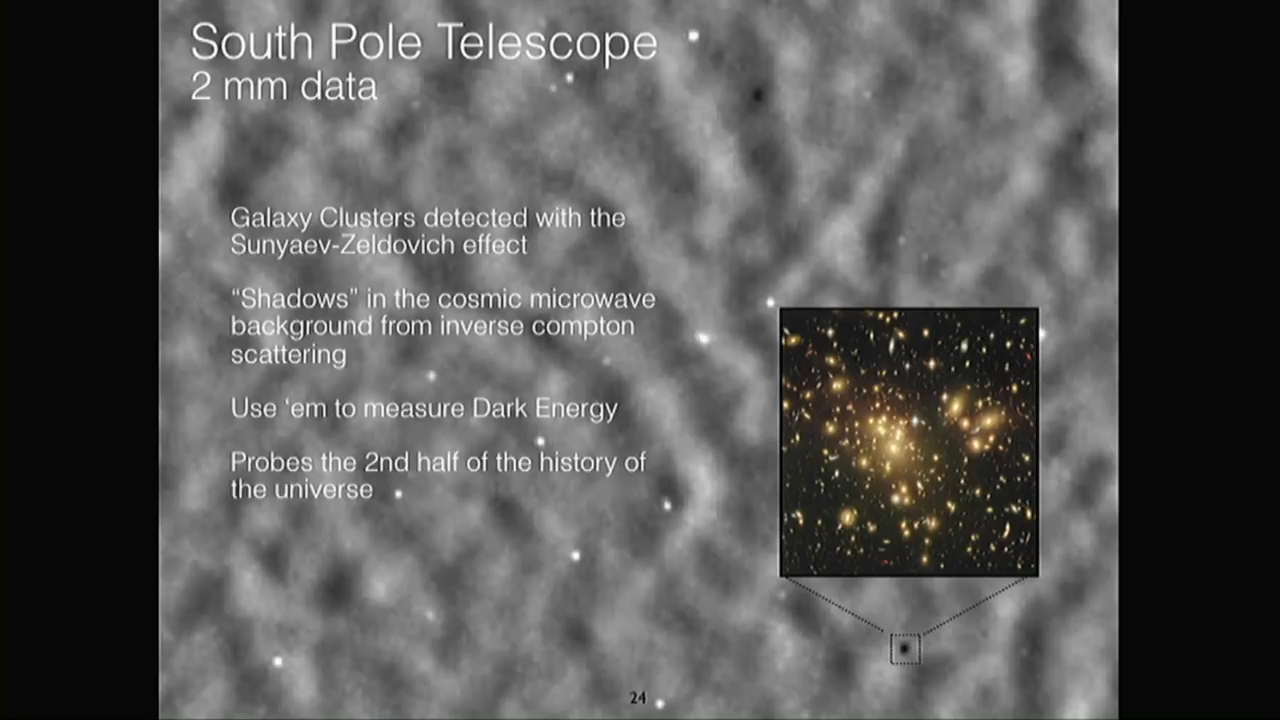 South Pole Telescope
2 mm data
Galaxy Clusters detected with the
Sunyaev-Zeldovich effect
“Shadows” in the cosmic microwave
background from inverse compton
scattering
Use ‘em to measure Dark Energy
Probes the 2nd half of the history of
the universe
24